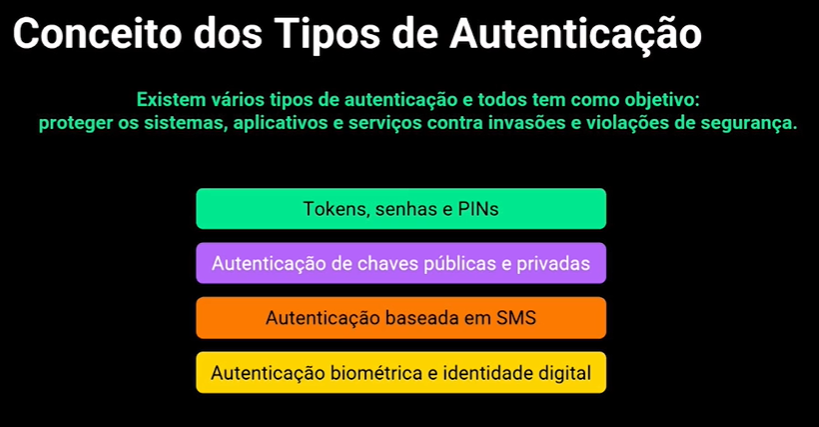 Conceito dos Tipos de Autenticação
Existem vários tipos de autenticação e todos tem como objetivo:
proteger os sistemas, aplicativos e serviços contra invasões e violações de segurança.
Tokens, senhas e PINs
Autenticação de chaves públicas e privadas
Autenticação baseada em SMS
Autenticação biométrica e identidade digital